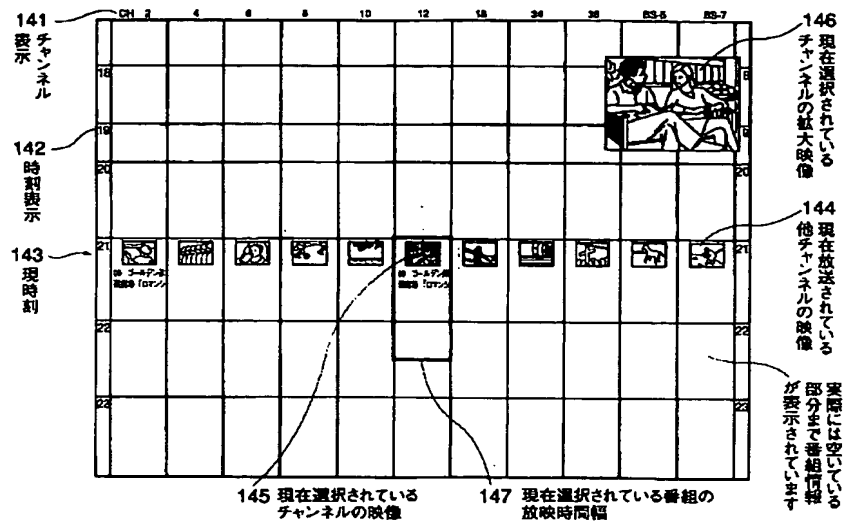 CH 2 4 6 8 10 12 18 34 38 BS-5 BS-7
141
チャンネル
表示
142
時刻表示
143
現時刻
18
19
20
20
21
21
22
22
23
146
現在選択されている
チャンネルの拡大映像
144
現在放送されている
他チャンネルの映像
実際には空いている
部分まで番組情報
が表示されています
145 現在選択されている
チャンネルの映像
147 現在選択されている番組の
放映時間幅